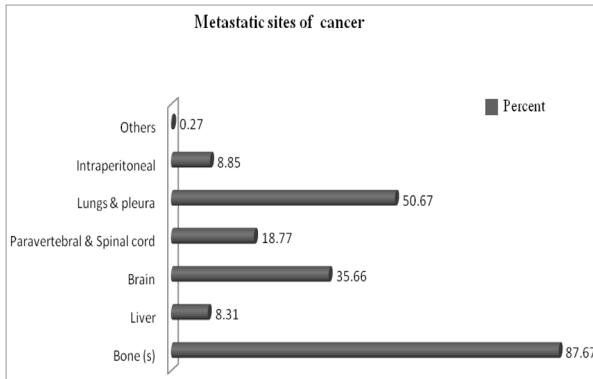 Metastatic sites of cancer
Percent
Others 0.27
Intraperitoneal 8.85
Lungs & pleura 50.67
Paravertebral & Spinal cord 18.77
Brain 35.66
Liver 8.31
Bone (s) 87.67